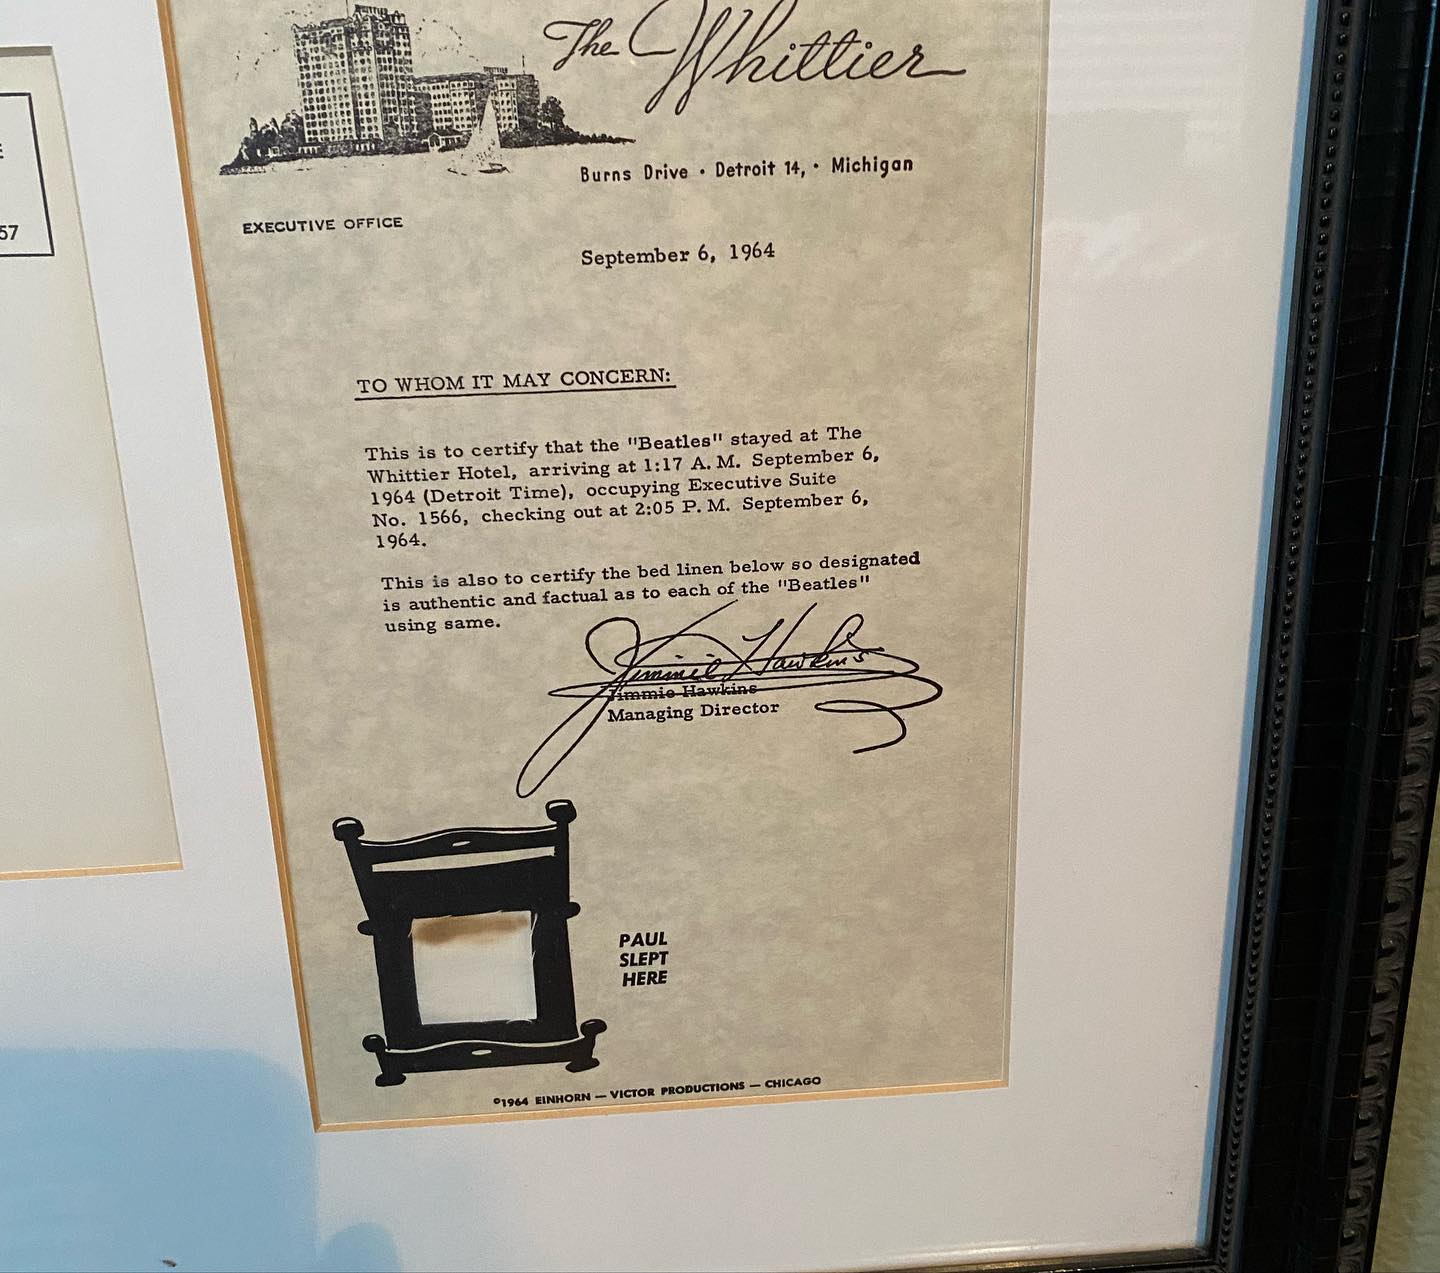 The Whittier
Burns Drive • Detroit 14, • Michigan
EXECUTIVE OFFICE
September 6, 1964
57
TO WHOM IT MAY CONCERN:
This is to certify that the "Beatles" stayed at The
Whittier Hotel, arriving at 1:17 A. M. September 6,
1964 (Detroit Time), occupying Executive Suite
No. 1566, checking out at 2:05 P. M. September 6,
1964.
This is also to certify the bed linen below so designated
is authentic and factual as to each of the "Beatles"
using same.
Jimmie Hawkins
Jimmie Hawkins
Managing Director
PAUL
SLEPT
HERE
©1964 EINHORN — VICTOR PRODUCTIONS — CHICAGO